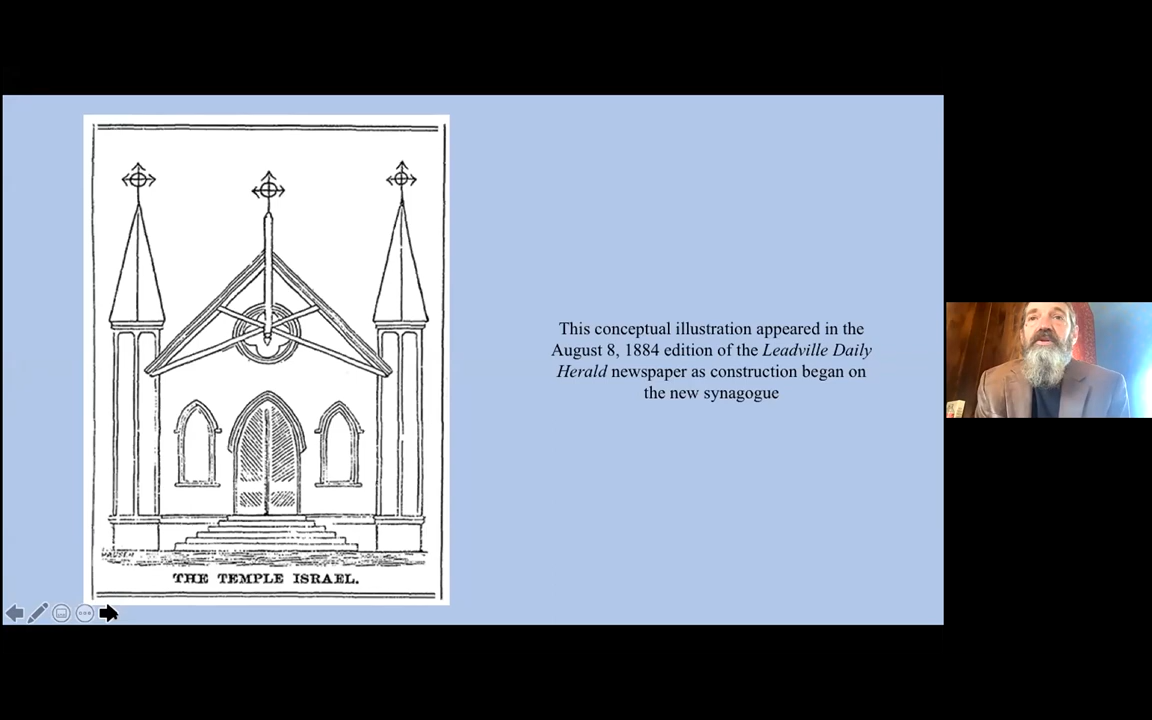 THE TEMPLE ISRAEL.
This conceptual illustration appeared in the
August 8, 1884 edition of the Leadville Daily
Herald newspaper as construction began on
the new synagogue